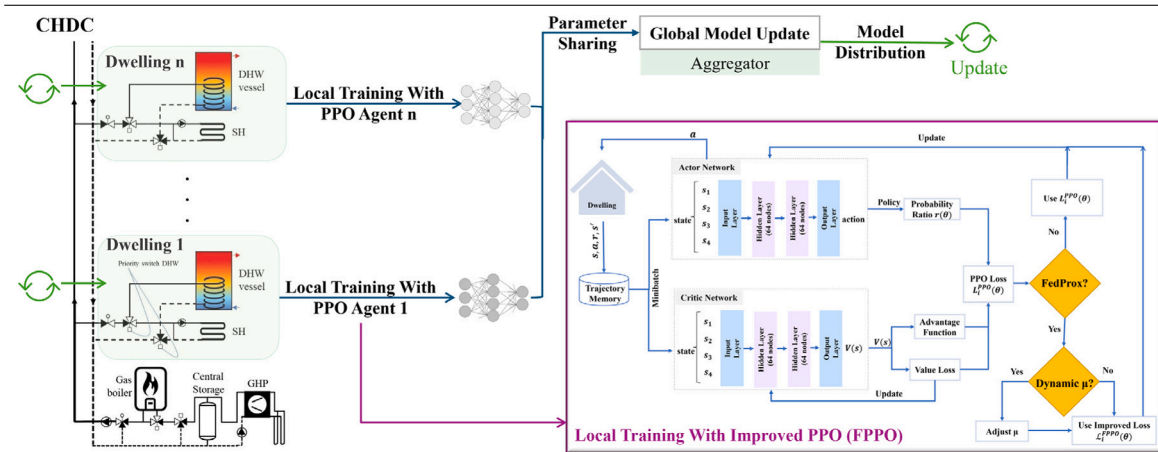 CHDC
Dwelling n
DHW
vessel
SH
Local Training With
PPO Agent n
Parameter
Sharing
Global Model Update
Aggregator
Model
Distribution
Update
Dwelling 1
Priority switch DHW
DHW
vessel
SH
Local Training With
PPO Agent 1
Gas
boiler
Central
Storage
GHP
a
Update
Dwelling
s, a, r, s′
Trajectory
Memory
Minibatch
Actor Network
state
s₁
s₂
s₃
s₄
Input
Layer
Hidden Layer
(64 nodes)
Hidden Layer
(64 nodes)
Output
Layer
action
Policy
Probability
Ratio r(θ)
Critic Network
state
s₁
s₂
s₃
s₄
Input
Layer
Hidden Layer
(64 nodes)
Hidden Layer
(64 nodes)
Output
Layer
V(s)
V(s)
Advantage
Function
Value Loss
Update
PPO Loss
Lᵢᴾᴾᴼ(θ)
Use Lᵢᴾᴾᴼ(θ)
No
FedProx?
Yes
Dynamic μ?
Yes
No
Adjust μ
Use Improved Loss
ℒᵢᶠᴾᴾᴼ(θ)
Local Training With Improved PPO (FPPO)